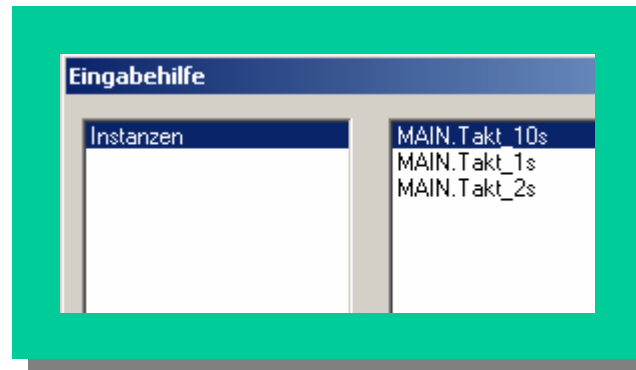 Eingabehilfe
Instanzen
MAIN.Takt_10s
MAIN.Takt_1s
MAIN.Takt_2s